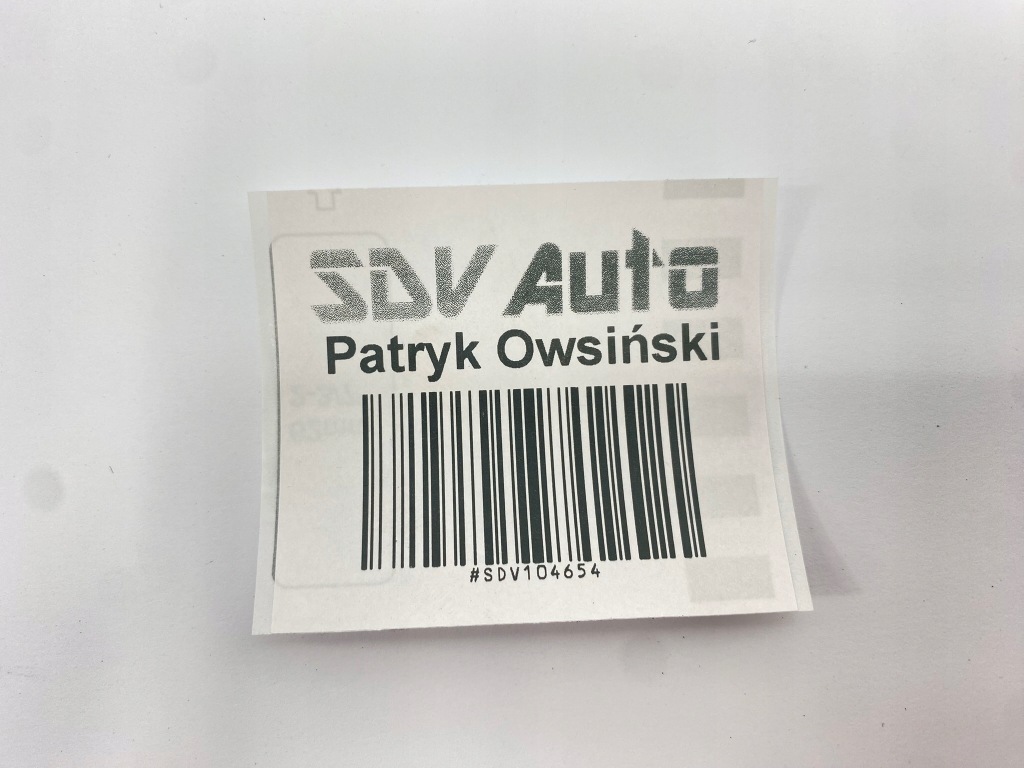 SDV Auto
Patryk Owsiński
#SDV104654